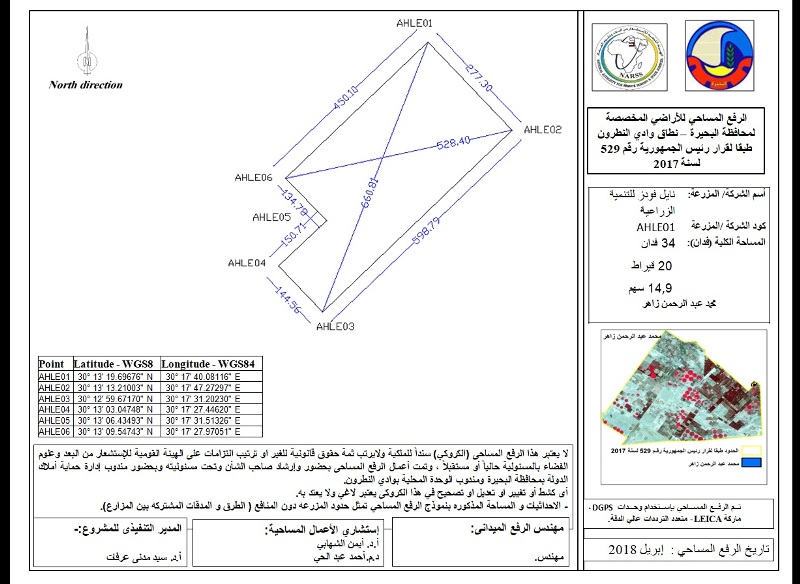 North direction
AHLE01
450.10
277.30
AHLE02
528.40
AHLE06
134.79
660.81
AHLE05
150.71
598.79
AHLE04
144.56
AHLE03
Point Latitude - WGS8 Longitude - WGS84
AHLE01 30° 13' 19.69676" N 30° 17' 40.08116" E
AHLE02 30° 13' 13.21003" N 30° 17' 47.27297" E
AHLE03 30° 12' 59.67170" N 30° 17' 31.20230" E
AHLE04 30° 13' 03.04748" N 30° 17' 27.44620" E
AHLE05 30° 13' 06.43493" N 30° 17' 31.51326" E
AHLE06 30° 13' 09.54743" N 30° 17' 27.97051" E
NARSS
البحيرة
الرفع المساحي للأراضي المخصصة
لمحافظة البحيرة – نطاق وادي النطرون
طبقا لقرار رئيس الجمهورية رقم 529
لسنة 2017
أسم الشركة/ المزرعة: نايل فودز للتنمية
الزراعية
كود الشركة /المزرعة AHLE01
المساحة الكلية (فدان): 34 فدان
20 قيراط
14,9 سهم
محمد عبد الرحمن زاهر
محمد عبد الرحمن زاهر
الحدود طبقا لقرار رئيس الجمهورية رقم 529 لسنة 2017
محمد عبد الرحمن زاهر
تم الرفع المساحي بإستخدام وحدات DGPS -
ماركة LEICA - متعدد الترددات عالي الدقة.
تاريخ الرفع المساحي : إبريل 2018
لا يعتبر هذا الرفع المساحي (الكروكي) سنداً للملكية ولايرتب ثمة حقوق قانونية للغير او ترتيب التزامات على الهيئة القومية للإستشعار من البعد وعلوم
الفضاء بالمسئولية حالياً أو مستقبلاً ، وتمت أعمال الرفع المساحي بحضور وإرشاد صاحب الشأن وتحت مسئوليته وبحضور مندوب إدارة حماية أملاك
الدولة بمحافظة البحيرة ومندوب الوحدة المحلية بوادي النطرون.
أى كشط أو تغيير او تعديل او تصحيح في هذا الكروكي يعتبر لاغي ولا يعتد به.
- الاحداثيات و المساحة المذكوره بنموذج الرفع المساحي تمثل حدود المزرعه دون المنافع ( الطرق و المدقات المشتركه بين المزارع).
مهندس الرفع الميدانى:
مهندس.
إستشاري الأعمال المساحية:
أ.د. أيمن الشهابي
د.م.أحمد عبد الحي
المدير التنفيذى للمشروع:-
أ.د. سيد مدنى عرفات